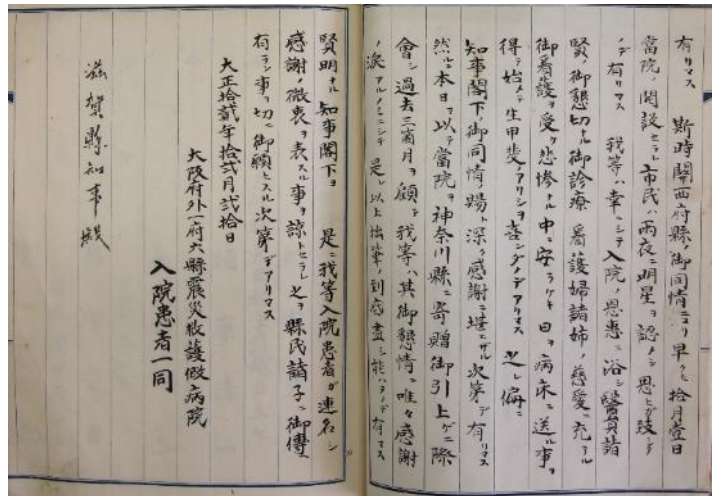 有リマス　斯時關西府縣ノ御同情ニヨリ早クモ拾月壹日
當院ノ開設セラレ市民ハ雨夜ニ明星ヲ認メシ思ヒガ致シ
デ有リマス　我等ハ幸ニシテ入院ノ恩惠ニ浴シ醫員諸
賢ノ御懇切ナル御診療看護婦諸姉ノ慈愛ニ充テル
御看護ヲ受ケ悲慘ナル中ニ安ラケキ日ヲ病床ニ送ル事ヲ
得テ始メテ生甲斐ノアリシヲ喜ンダノデアリマス　之レ偏ニ
知事閣下ノ御同情ノ賜ト深ク感謝ニ堪エザル次第デ有リマス
然ルニ本日ヲ以テ當院ヲ神奈川縣ニ寄贈御引上ゲニ際
會シ過去三箇月ヲ顧テ我等ハ其御懇情ニ唯々感謝
ノ淚アルノミニシテ是レ以上拙筆ノ到底盡シ能ハヌノデ有リマス
賢明ナル知事閣下ヨ　是ニ我等入院患者ガ連名シ
感謝ノ微衷ヲ表スル事ヲ諒トセラレ之ヲ縣民諸子ニ御傳
有ラン事ヲ切ニ御願ヒスル次第デアリマス
大正拾貳年拾貳月貳拾日
大阪府外一府六縣震災救護假病院
入院患者一同
滋賀縣知事殿